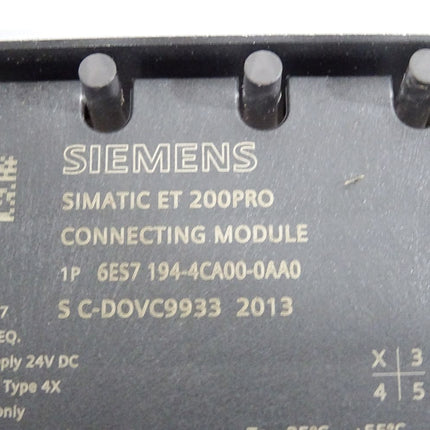 SIEMENS
SIMATIC ET 200PRO
CONNECTING MODULE
1P 6ES7 194-4CA00-0AA0
S C-DOVC9933 2013
7
EQ.
ply 24V DC
Type 4X
only
X 3
4 5